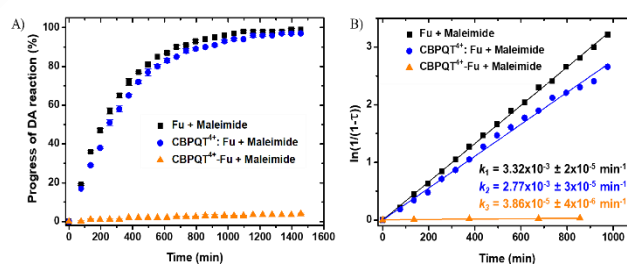 A)
Progress of DA reaction (%)
100
80
60
40
20
0
Fu + Maleimide
CBPQT⁴⁺: Fu + Maleimide
CBPQT⁴⁺-Fu + Maleimide
0 200 400 600 800 1000 1200 1400 1600
Time (min)
B)
ln(1/(1-τ))
3
2
1
0
Fu + Maleimide
CBPQT⁴⁺: Fu + Maleimide
CBPQT⁴⁺-Fu + Maleimide
k₁ = 3.32x10⁻³ ± 2x10⁻⁵ min⁻¹
k₂ = 2.77x10⁻³ ± 3x10⁻⁵ min⁻¹
k₃ = 3.86x10⁻⁵ ± 4x10⁻⁶ min⁻¹
0 200 400 600 800 1000
Time (min)